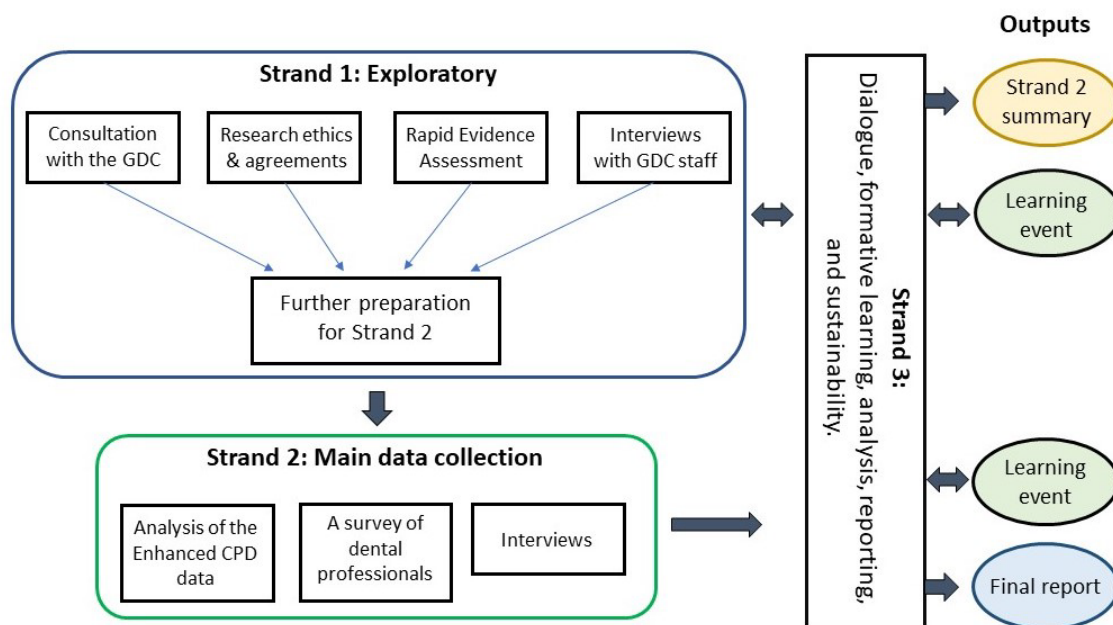 Strand 1: Exploratory
Consultation
with the GDC
Research ethics
& agreements
Rapid Evidence
Assessment
Interviews
with GDC staff
Further preparation
for Strand 2
Strand 2: Main data collection
Analysis of the
Enhanced CPD
data
A survey of
dental
professionals
Interviews
Strand 3:
Dialogue, formative learning, analysis, reporting,
and sustainability.
Outputs
Strand 2
summary
Learning
event
Learning
event
Final report